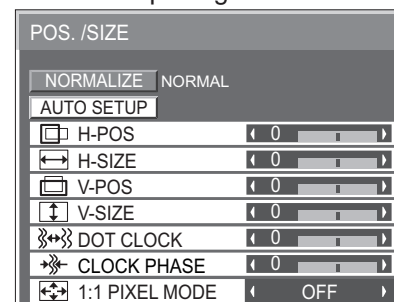 POS. /SIZE
NORMALIZE NORMAL
AUTO SETUP
H-POS 0
H-SIZE 0
V-POS 0
V-SIZE 0
DOT CLOCK 0
CLOCK PHASE 0
1:1 PIXEL MODE OFF